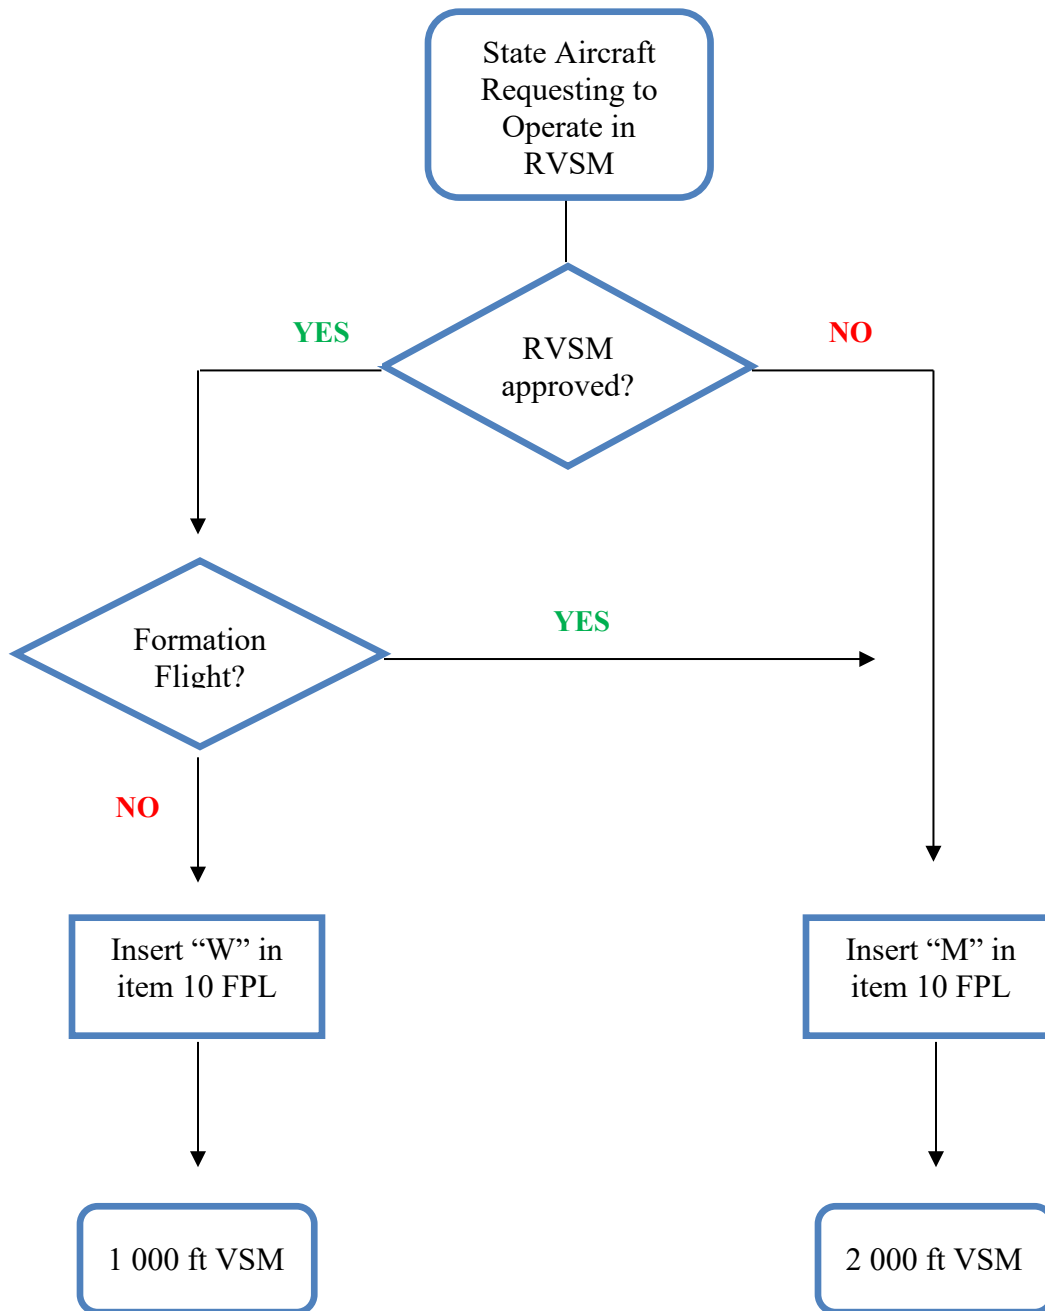 State Aircraft
Requesting to
Operate in
RVSM
YES
NO
RVSM
approved?
Formation
Flight?
YES
NO
Insert “W” in
item 10 FPL
Insert “M” in
item 10 FPL
1 000 ft VSM
2 000 ft VSM